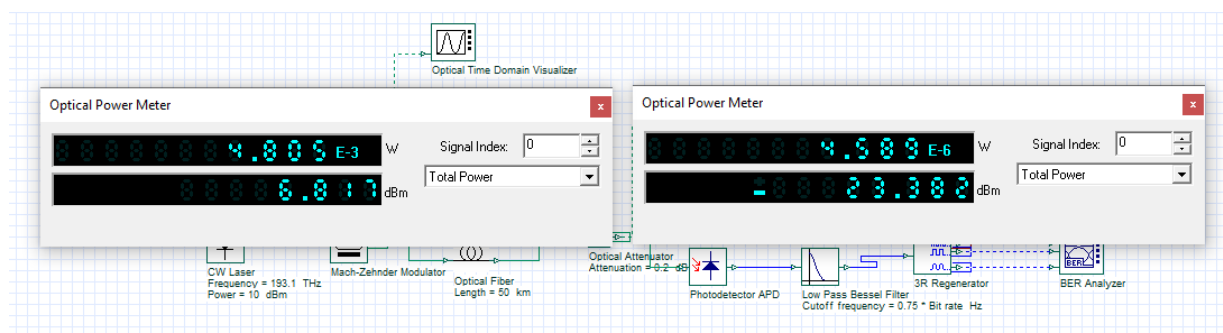 Optical Time Domain Visualizer
Optical Power Meter
x
4.805 E-3 W
Signal Index: 0
6.817 dBm
Total Power
Optical Power Meter
x
4.589 E-6 W
Signal Index: 0
-23.382 dBm
Total Power
CW Laser
Frequency = 193.1 THz
Power = 10 dBm
Mach-Zehnder Modulator
Optical Fiber
Length = 50 km
Optical Attenuator
Attenuation = 0.2 dB
Photodetector APD
Low Pass Bessel Filter
Cutoff frequency = 0.75 * Bit rate Hz
3R Regenerator
BER
BER Analyzer